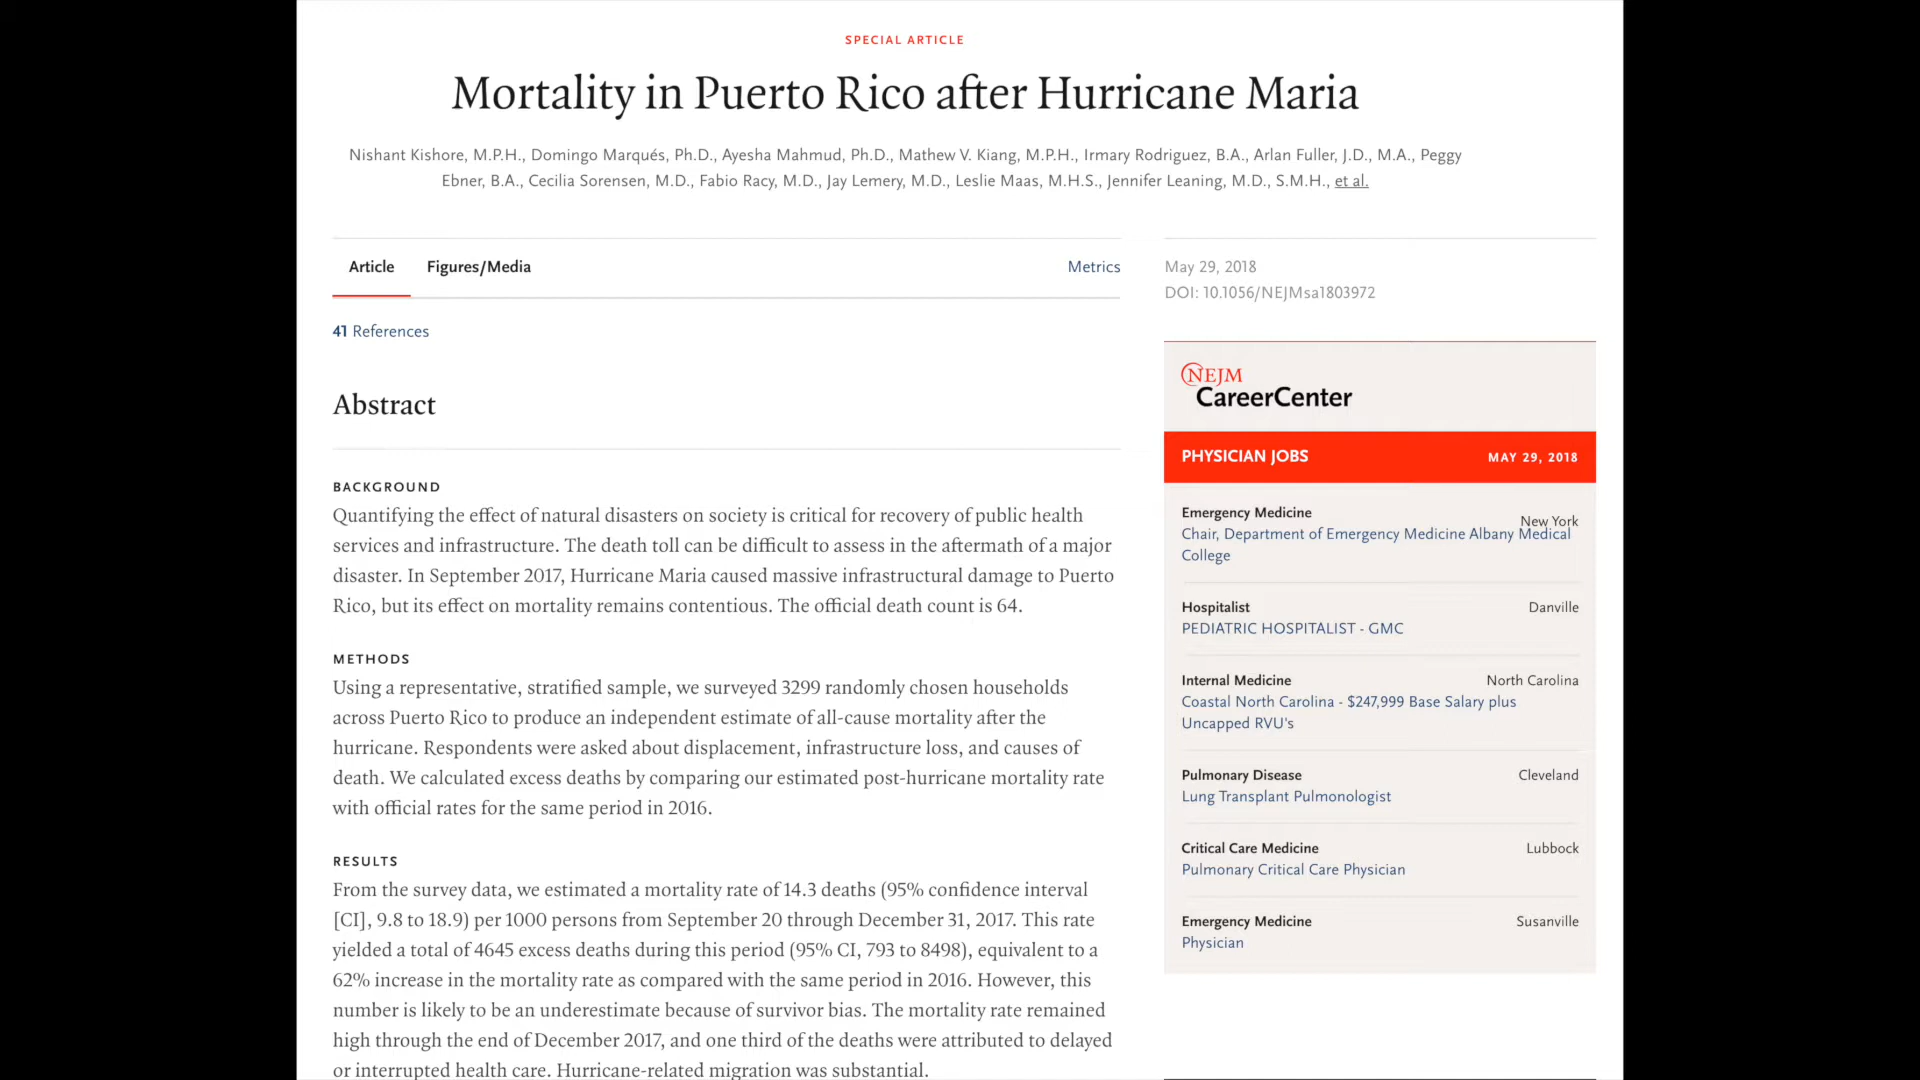 SPECIAL ARTICLE
Mortality in Puerto Rico after Hurricane Maria
Nishant Kishore, M.P.H., Domingo Marqués, Ph.D., Ayesha Mahmud, Ph.D., Mathew V. Kiang, M.P.H., Irmary Rodriguez, B.A., Arlan Fuller, J.D., M.A., Peggy
Ebner, B.A., Cecilia Sorensen, M.D., Fabio Racy, M.D., Jay Lemery, M.D., Leslie Maas, M.H.S., Jennifer Leaning, M.D., S.M.H., et al.
Article Figures/Media Metrics
41 References
Abstract
BACKGROUND
Quantifying the effect of natural disasters on society is critical for recovery of public health
services and infrastructure. The death toll can be difficult to assess in the aftermath of a major
disaster. In September 2017, Hurricane Maria caused massive infrastructural damage to Puerto
Rico, but its effect on mortality remains contentious. The official death count is 64.
METHODS
Using a representative, stratified sample, we surveyed 3299 randomly chosen households
across Puerto Rico to produce an independent estimate of all-cause mortality after the
hurricane. Respondents were asked about displacement, infrastructure loss, and causes of
death. We calculated excess deaths by comparing our estimated post-hurricane mortality rate
with official rates for the same period in 2016.
RESULTS
From the survey data, we estimated a mortality rate of 14.3 deaths (95% confidence interval
[CI], 9.8 to 18.9) per 1000 persons from September 20 through December 31, 2017. This rate
yielded a total of 4645 excess deaths during this period (95% CI, 793 to 8498), equivalent to a
62% increase in the mortality rate as compared with the same period in 2016. However, this
number is likely to be an underestimate because of survivor bias. The mortality rate remained
high through the end of December 2017, and one third of the deaths were attributed to delayed
or interrupted health care. Hurricane-related migration was substantial.
May 29, 2018
DOI: 10.1056/NEJMsa1803972
NEJM
CareerCenter
PHYSICIAN JOBS MAY 29, 2018
Emergency Medicine New York
Chair, Department of Emergency Medicine Albany Medical
College
Hospitalist Danville
PEDIATRIC HOSPITALIST - GMC
Internal Medicine North Carolina
Coastal North Carolina - $247,999 Base Salary plus
Uncapped RVU's
Pulmonary Disease Cleveland
Lung Transplant Pulmonologist
Critical Care Medicine Lubbock
Pulmonary Critical Care Physician
Emergency Medicine Susanville
Physician